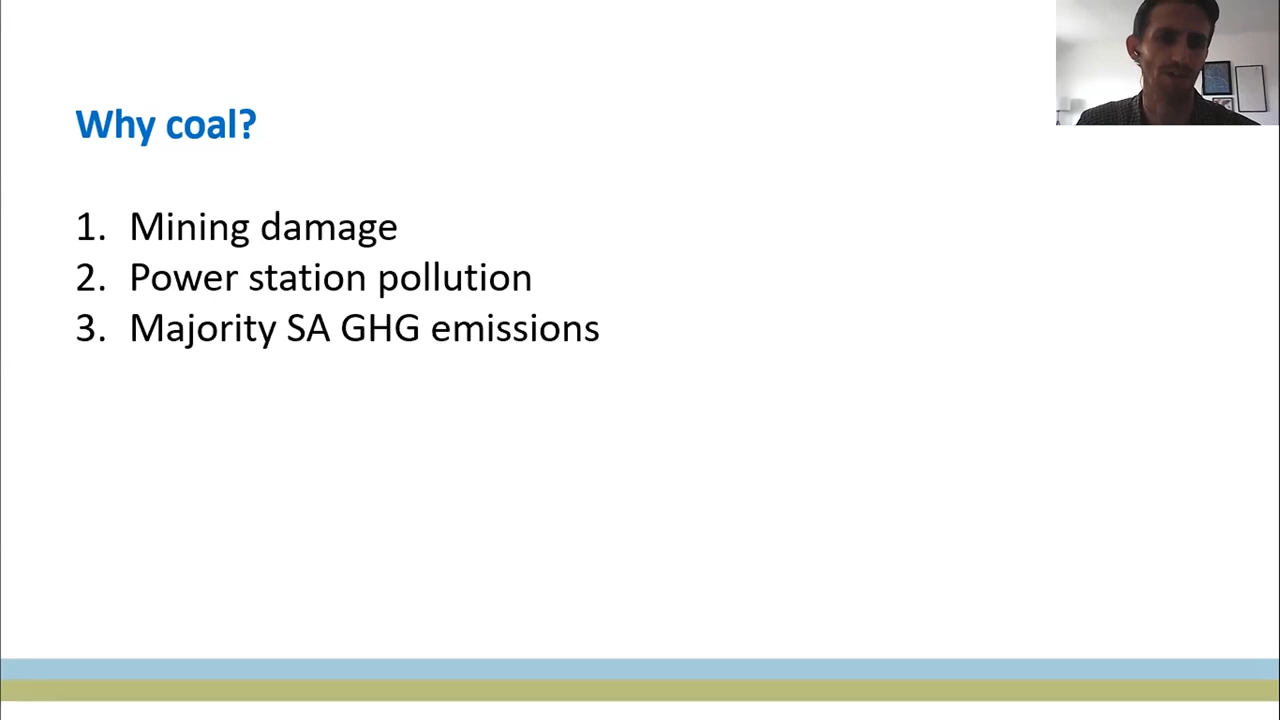 Why coal?
1. Mining damage
2. Power station pollution
3. Majority SA GHG emissions